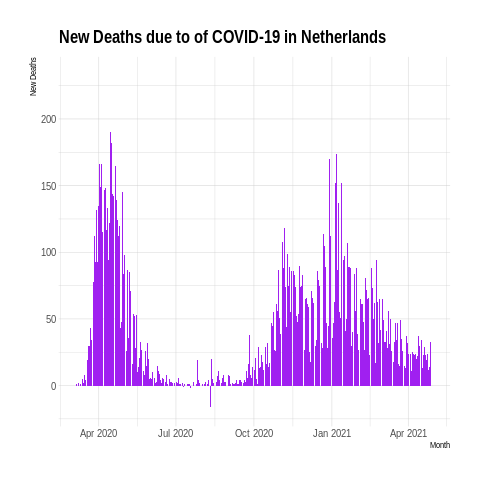 New Deaths due to of COVID-19 in Netherlands
New Deaths
200
150
100
50
0
Apr 2020 Jul 2020 Oct 2020 Jan 2021 Apr 2021
Month